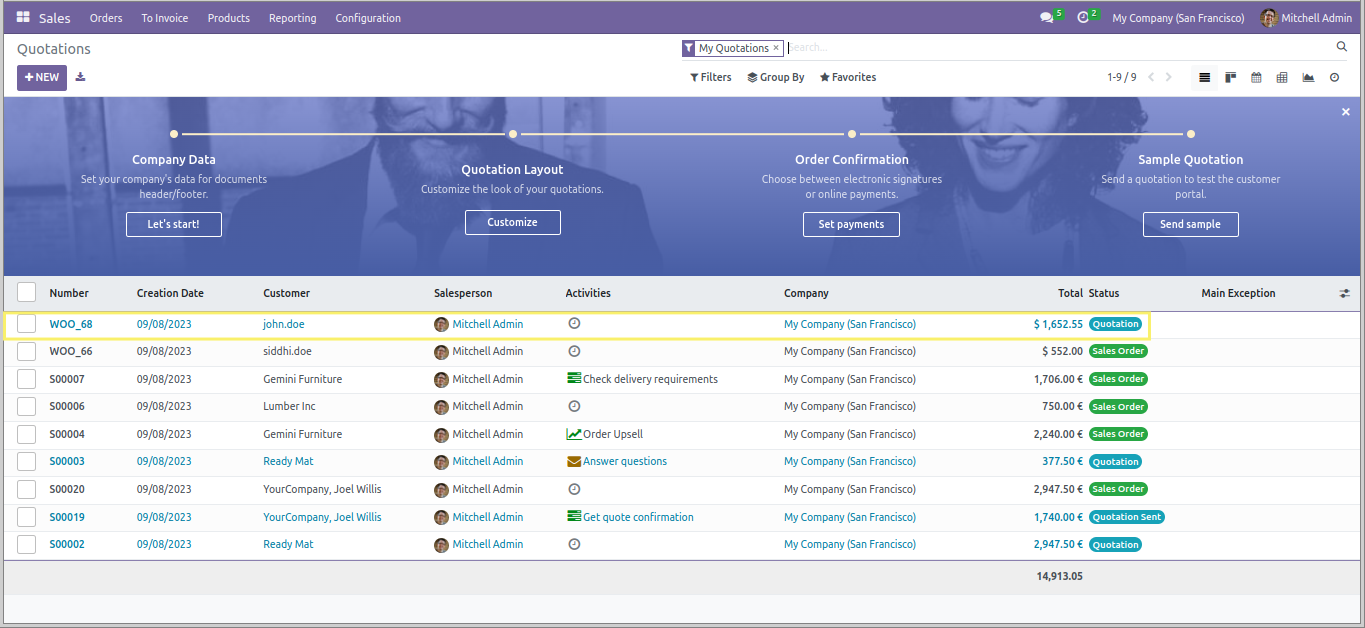 Sales Orders To Invoice Products Reporting Configuration 5 2 My Company (San Francisco) Mitchell Admin
Quotations My Quotations × Search...
+ NEW Filters Group By Favorites 1-9 / 9
×
Company Data Quotation Layout Order Confirmation Sample Quotation
Set your company's data for documents Customize the look of your quotations. Choose between electronic signatures Send a quotation to test the customer
header/footer. or online payments. portal.
Let's start! Customize Set payments Send sample
Number Creation Date Customer Salesperson Activities Company Total Status Main Exception
WOO_68 09/08/2023 john.doe Mitchell Admin My Company (San Francisco) $ 1,652.55 Quotation
WOO_66 09/08/2023 siddhi.doe Mitchell Admin My Company (San Francisco) $ 552.00 Sales Order
S00007 09/08/2023 Gemini Furniture Mitchell Admin Check delivery requirements My Company (San Francisco) 1,706.00 € Sales Order
S00006 09/08/2023 Lumber Inc Mitchell Admin My Company (San Francisco) 750.00 € Sales Order
S00004 09/08/2023 Gemini Furniture Mitchell Admin Order Upsell My Company (San Francisco) 2,240.00 € Sales Order
S00003 09/08/2023 Ready Mat Mitchell Admin Answer questions My Company (San Francisco) 377.50 € Quotation
S00020 09/08/2023 YourCompany, Joel Willis Mitchell Admin My Company (San Francisco) 2,947.50 € Sales Order
S00019 09/08/2023 YourCompany, Joel Willis Mitchell Admin Get quote confirmation My Company (San Francisco) 1,740.00 € Quotation Sent
S00002 09/08/2023 Ready Mat Mitchell Admin My Company (San Francisco) 2,947.50 € Quotation
14,913.05